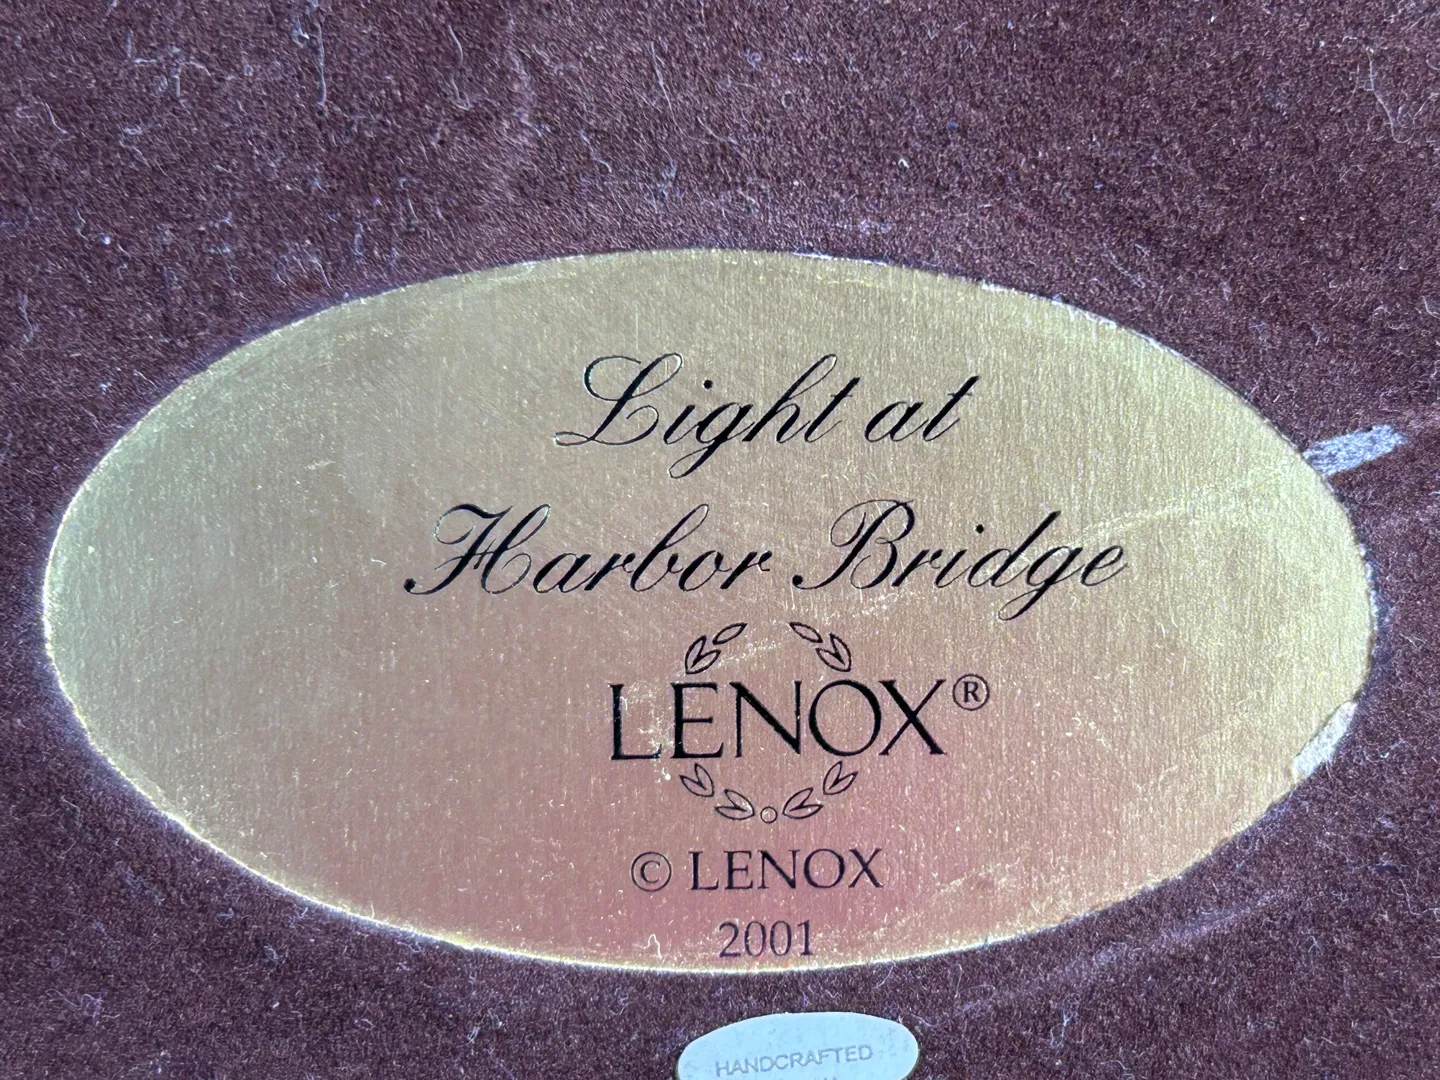 Light at
Harbor Bridge
LENOX®
© LENOX
2001
HANDCRAFTED